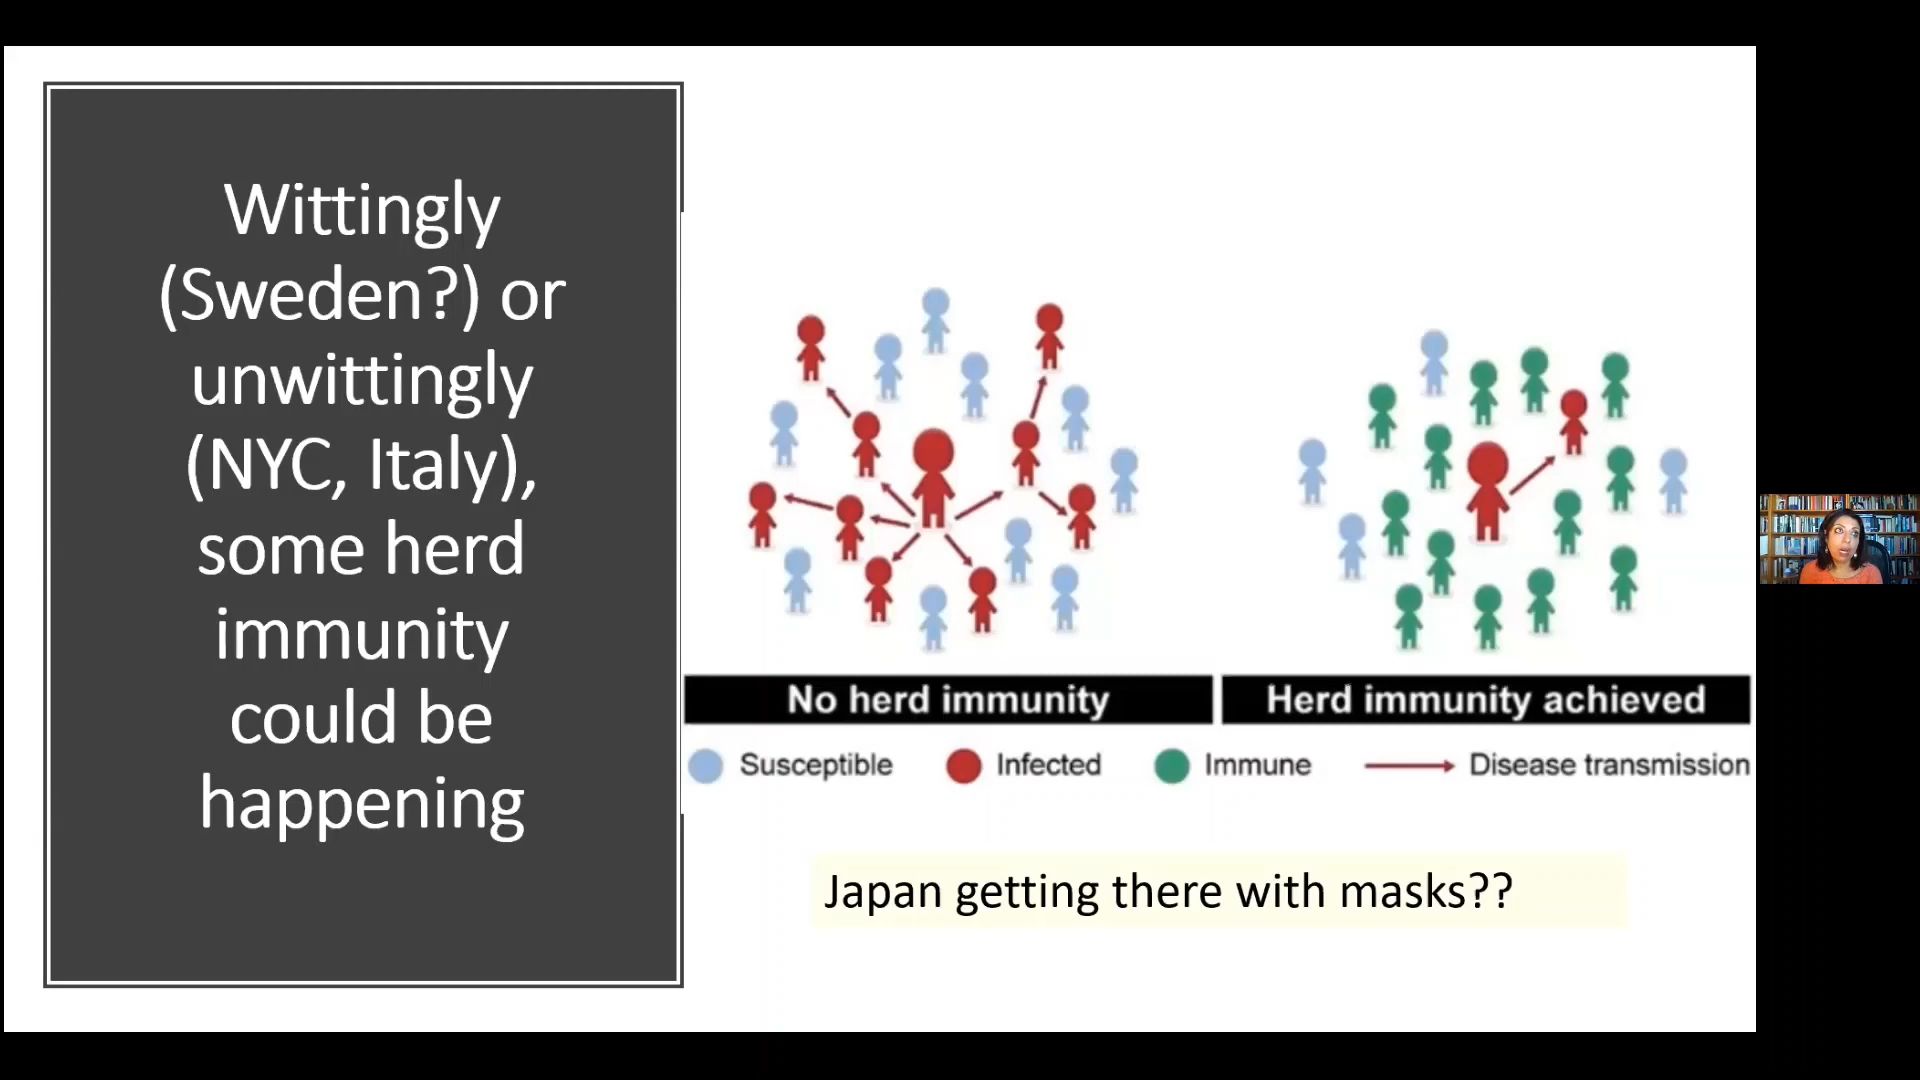 Wittingly
(Sweden?) or
unwittingly
(NYC, Italy),
some herd
immunity
could be
happening
No herd immunity
Herd immunity achieved
Susceptible
Infected
Immune
Disease transmission
Japan getting there with masks??